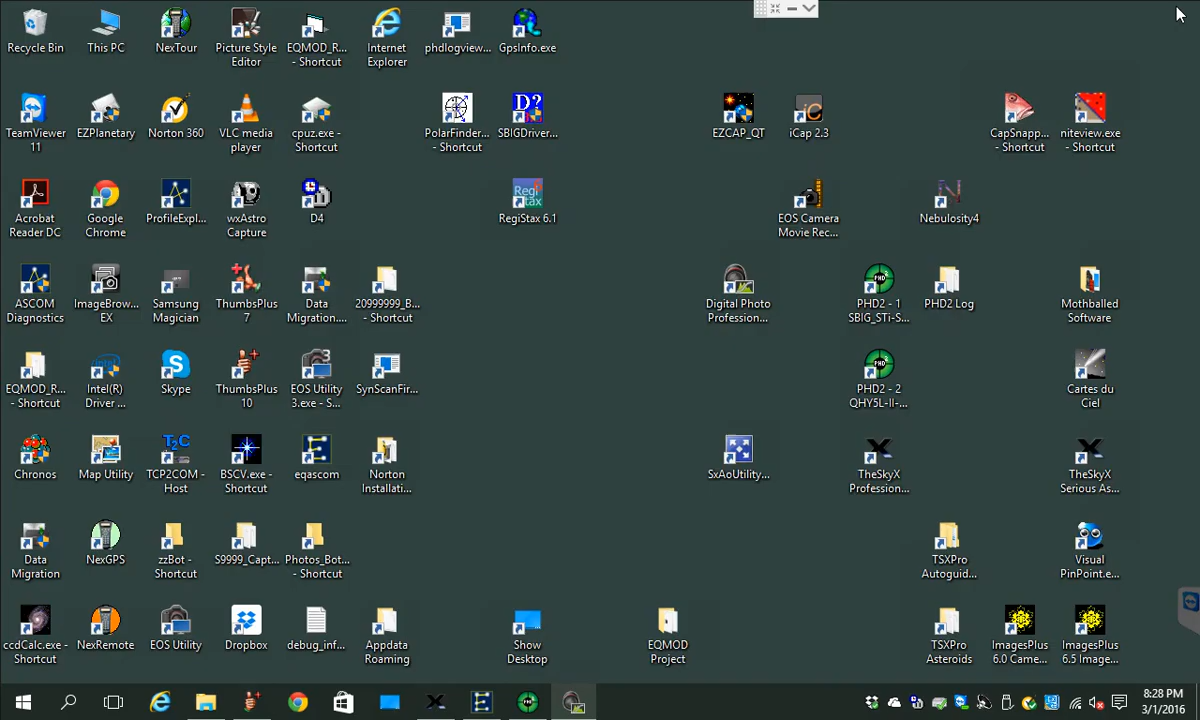 Recycle Bin
This PC
NexTour
Picture Style
Editor
EQMOD_R...
- Shortcut
Internet
Explorer
phdlogview...
GpsInfo.exe
TeamViewer
11
EZPlanetary
Norton 360
VLC media
player
cpuz.exe -
Shortcut
PolarFinder...
- Shortcut
D?
SBIGDriver...
EZCAP_QT
iC
iCap 2.3
CapSnapp...
- Shortcut
niteview.exe
- Shortcut
Acrobat
Reader DC
Google
Chrome
ProfileExpl...
wxAstro
Capture
D4
Regi
stax
RegiStax 6.1
EOS Camera
Movie Rec...
N
Nebulosity4
ASCOM
Diagnostics
ImageBrow...
EX
Samsung
Magician
ThumbsPlus
7
Data
Migration....
20999999_B...
- Shortcut
Digital Photo
Profession...
PHD
PHD2 - 1
SBIG_STi-S...
PHD2 Log
Mothballed
Software
EQMOD_R...
- Shortcut
Intel(R)
Driver ...
Skype
ThumbsPlus
10
3
EOS Utility
3.exe - S...
SynScanFir...
PHD
PHD2 - 2
QHY5L-II-...
Cartes du
Ciel
Chronos
Map Utility
T2C
TCP2COM -
Host
BSCV.exe -
Shortcut
eqascom
Norton
Installati...
SxAoUtility...
TheSkyX
Profession...
TheSkyX
Serious As...
Data
Migration
NexGPS
zzBot -
Shortcut
S9999_Capt...
Photos_Bot...
- Shortcut
TSXPro
Autoguid...
Visual
PinPoint.e...
ccdCalc.exe -
Shortcut
NexRemote
EOS Utility
Dropbox
debug_inf...
Appdata
Roaming
Show
Desktop
EQMOD
Project
TSXPro
Asteroids
ImagesPlus
6.0 Came...
ImagesPlus
6.5 Image...
PHD
8:28 PM
3/1/2016